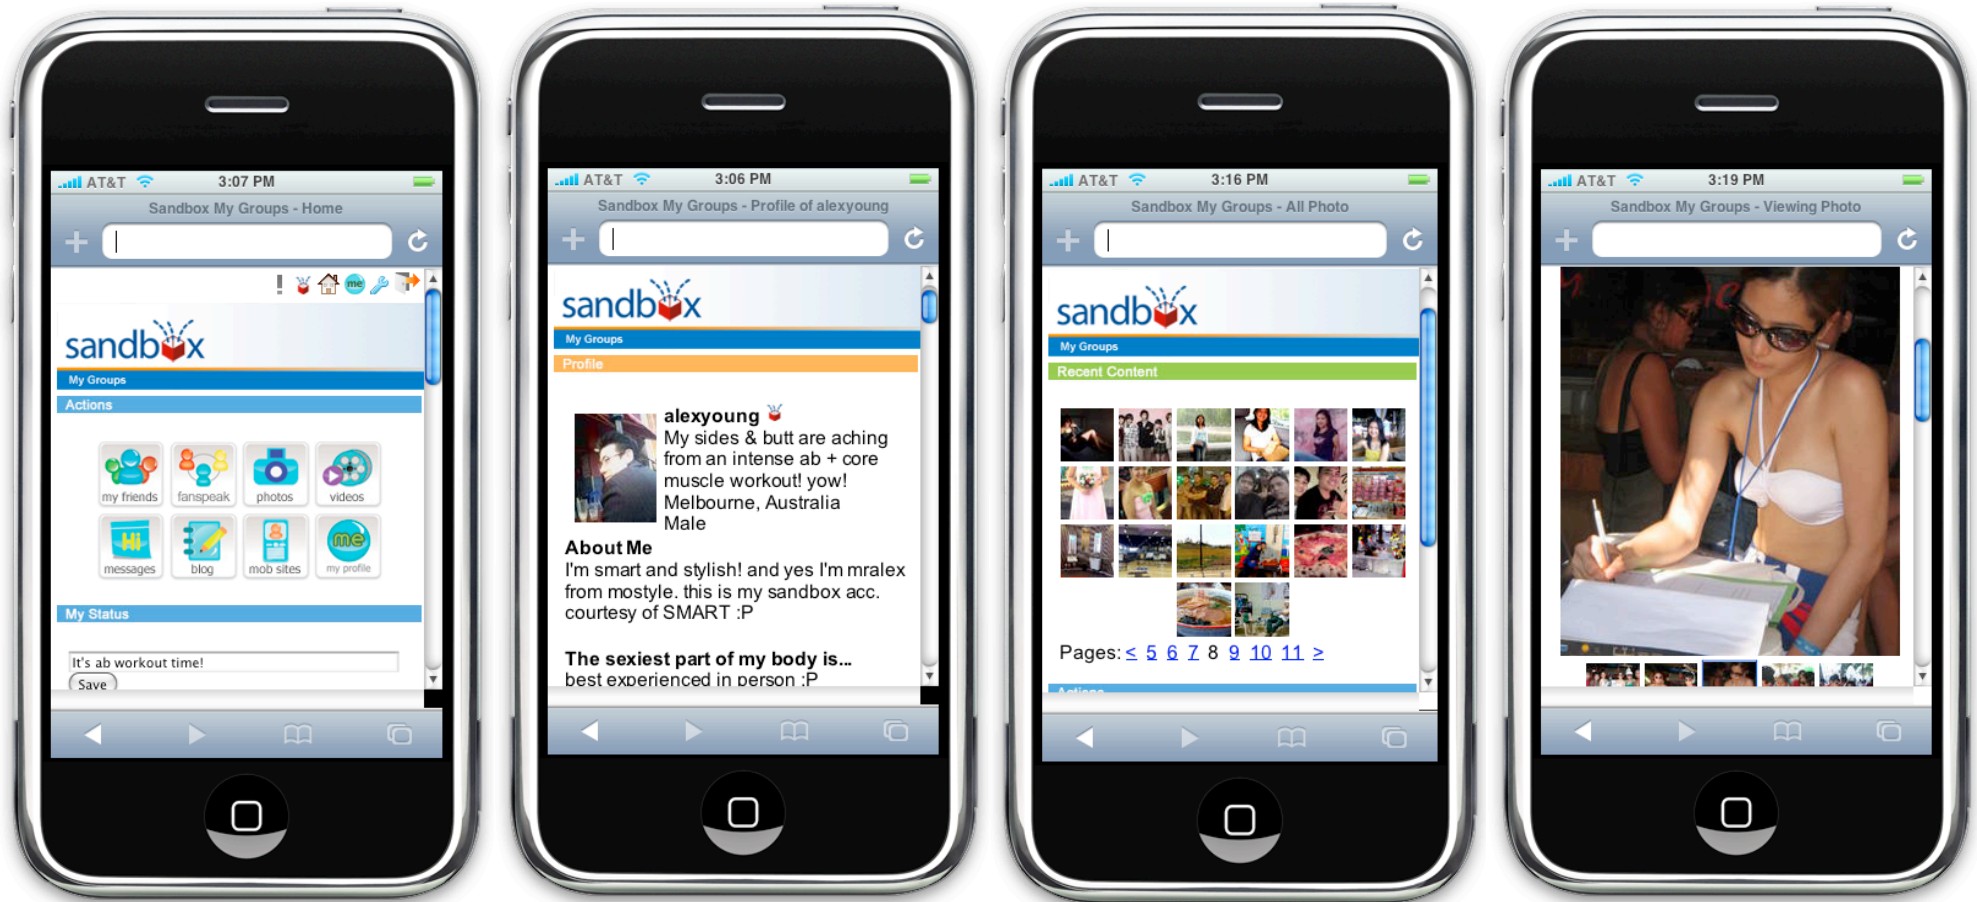 AT&T 3:07 PM
Sandbox My Groups - Home
me
sandbox
My Groups
Actions
my friends fanspeak photos videos
Hi me
messages blog mob sites my profile
My Status
It's ab workout time!
Save
AT&T 3:06 PM
Sandbox My Groups - Profile of alexyoung
sandbox
My Groups
Profile
alexyoung
My sides & butt are aching
from an intense ab + core
muscle workout! yow!
Melbourne, Australia
Male
About Me
I'm smart and stylish! and yes I'm mralex
from mostyle. this is my sandbox acc.
courtesy of SMART :P
The sexiest part of my body is...
best experienced in person :P
AT&T 3:16 PM
Sandbox My Groups - All Photo
sandbox
My Groups
Recent Content
Pages: < 5 6 7 8 9 10 11 >
Actions
AT&T 3:19 PM
Sandbox My Groups - Viewing Photo